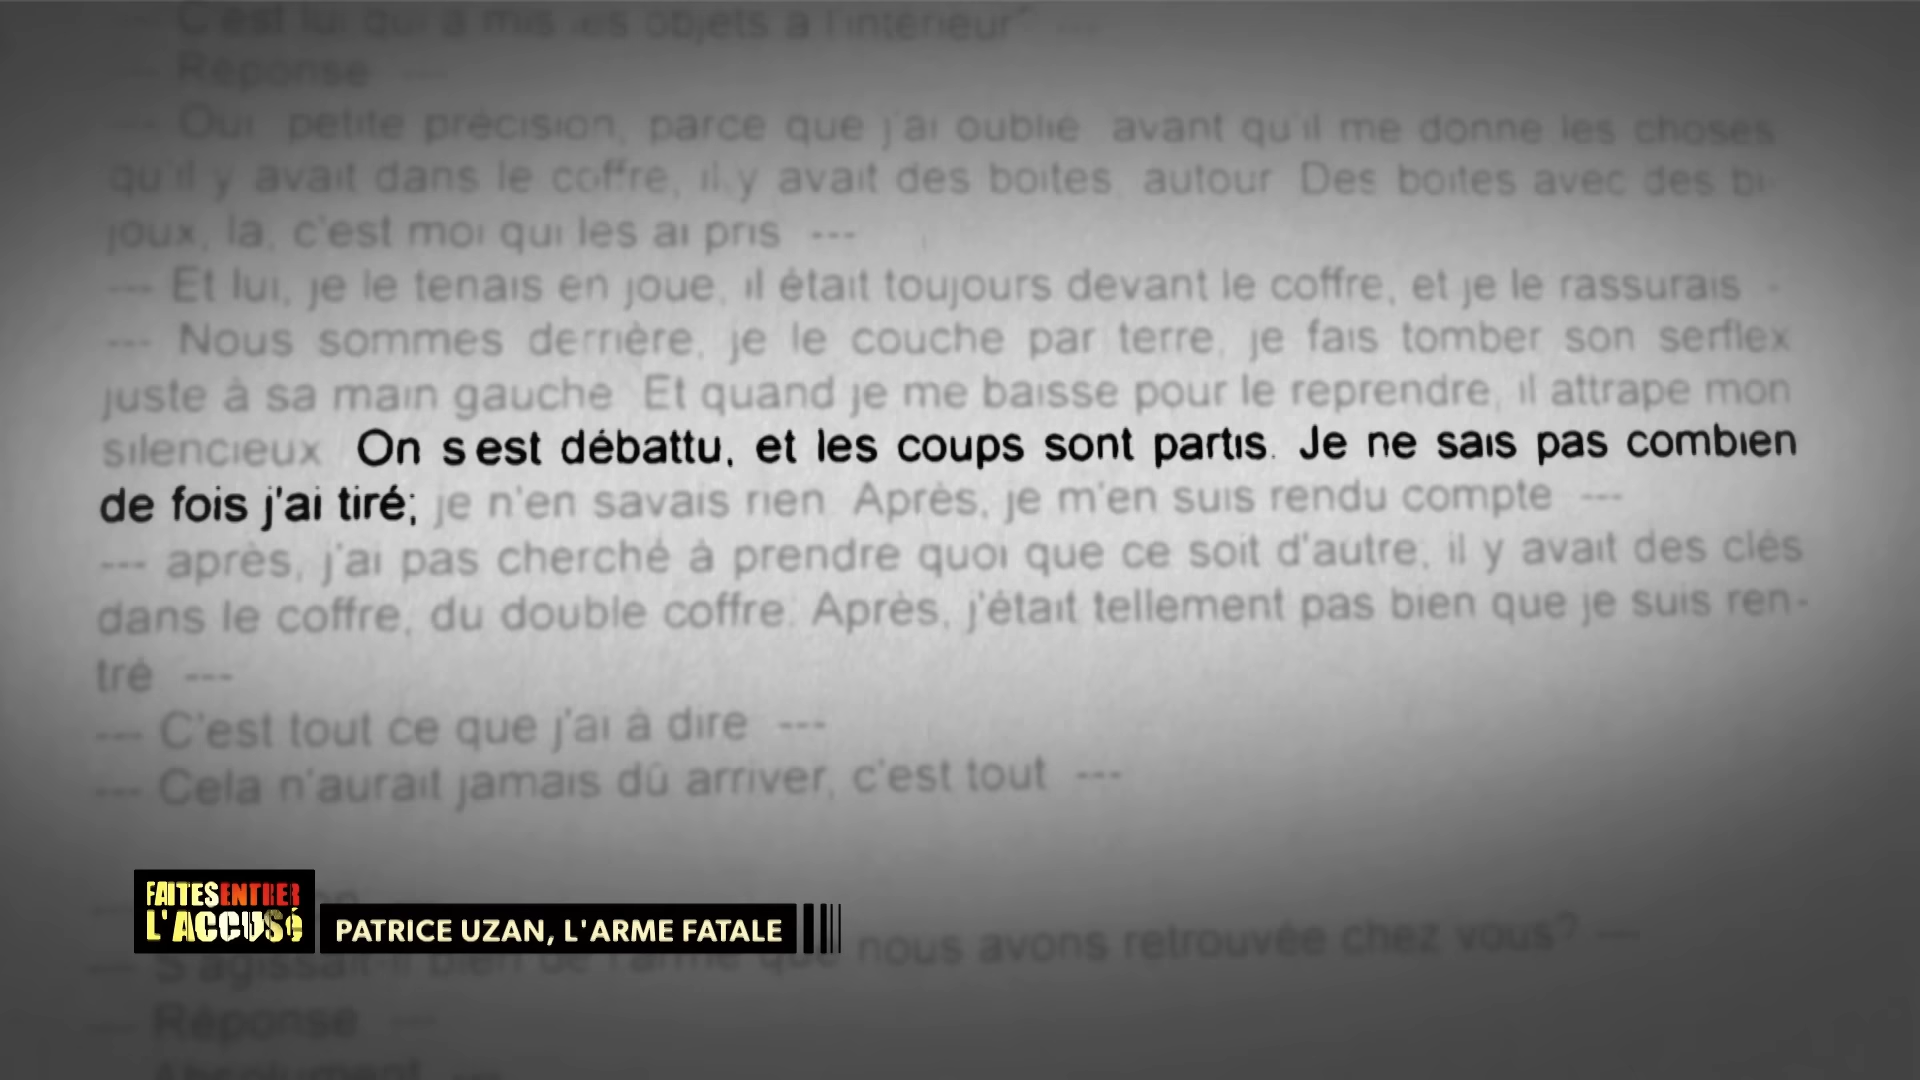 C'est lui qui a mis les objets à l'intérieur ---
--- Réponse ---
--- Oui petite précision, parce que j'ai oublié avant qu'il me donne les choses
qu'il y avait dans le coffre, il y avait des boites autour Des boites avec des bi-
joux, la, c'est moi qui les ai pris ---
--- Et lui, je le tenais en joue, il était toujours devant le coffre, et je le rassurais -
--- Nous sommes derrière, je le couche par terre, je fais tomber son serflex
juste à sa main gauche Et quand je me baisse pour le reprendre, il attrape mon
silencieux On s'est débattu, et les coups sont partis. Je ne sais pas combien
de fois j'ai tiré; je n'en savais rien Après, je m'en suis rendu compte ---
--- après, j'ai pas cherché à prendre quoi que ce soit d'autre, il y avait des clés
dans le coffre, du double coffre. Après, j'était tellement pas bien que je suis ren-
tré ---
--- C'est tout ce que j'ai à dire ---
--- Cela n'aurait jamais dû arriver, c'est tout ---
FAITES ENTRER
L'ACCUSÉ
PATRICE UZAN, L'ARME FATALE
--- S'agissait-il bien de l'arme que nous avons retrouvée chez vous? ---
--- Réponse ---
Absolument ---